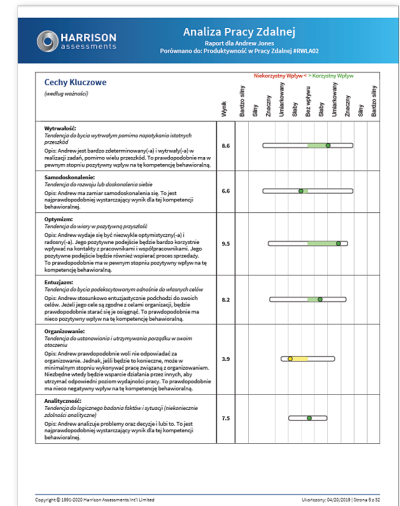 HARRISON
assessments
Analiza Pracy Zdalnej
Raport dla Andrew Jones
Porównano do: Produktywność w Pracy Zdalnej #RWLA02
Cechy Kluczowe
(według ważności)
Niekorzystny Wpływ < > Korzystny Wpływ
Wynik
Bardzo silny
Silny
Znaczny
Umiarkowany
Słaby
Bez wpływu
Słaby
Umiarkowany
Znaczny
Silny
Bardzo silny
Wytrwałość:
Tendencja do bycia wytrwałym pomimo napotykania istotnych
przeszkód
Opis: Andrew jest bardzo zdeterminowany(-a) i wytrwały(-a) w
realizacji zadań, pomimo wielu przeszkód. To prawdopodobnie ma w
pewnym stopniu pozytywny wpływ na tę kompetencję behawioralną.
8.6
Samodoskonalenie:
Tendencja do rozwoju lub doskonalenia siebie
Opis: Andrew ma zamiar samodoskonalenia się. To jest
najprawdopodobniej wystarczający wynik dla tej kompetencji
behawioralnej.
6.6
Optymizm:
Tendencja do wiary w pozytywną przyszłość
Opis: Andrew wydaje się być niezwykle optymistyczny(-a) i
radosny(-a). Jego pozytywne podejście będzie bardzo korzystnie
wpływać na kontakty z pracownikami i współpracownikami. Jego
pozytywne podejście będzie również wspierać proces sprzedaży.
To prawdopodobnie ma w pewnym stopniu pozytywny wpływ na tę
kompetencję behawioralną.
9.5
Entuzjazm:
Tendencja do bycia podekscytowanym odnośnie do własnych celów
Opis: Andrew stosunkowo entuzjastycznie podchodzi do swoich
celów. Jeżeli jego cele są zgodne z celami organizacji, będzie
prawdopodobnie starać się je osiągnąć. To prawdopodobnie ma
nieco pozytywny wpływ na tę kompetencję behawioralną.
8.2
Organizowanie:
Tendencja do ustanawiania i utrzymywania porządku w swoim
otoczeniu
Opis: Andrew prawdopodobnie woli nie odpowiadać za
organizowanie. Jednak, jeśli będzie to konieczne, może w
minimalnym stopniu wykonywać pracę związaną z organizowaniem.
Niezbędne wtedy będzie wsparcie działania przez innych, aby
utrzymać odpowiedni poziom wydajności pracy. To prawdopodobnie
ma nieco negatywny wpływ na tę kompetencję behawioralną.
3.9
Analityczność:
Tendencja do logicznego badania faktów i sytuacji (niekoniecznie
zdolności analityczne)
Opis: Andrew analizuje problemy oraz decyzje i lubi to. To jest
najprawdopodobniej wystarczający wynik dla tej kompetencji
behawioralnej.
7.5
Copyright © 1991-2020 Harrison Assessments Int'l Limited
Ukończony: 04/20/2019 | Strona 6 z 32